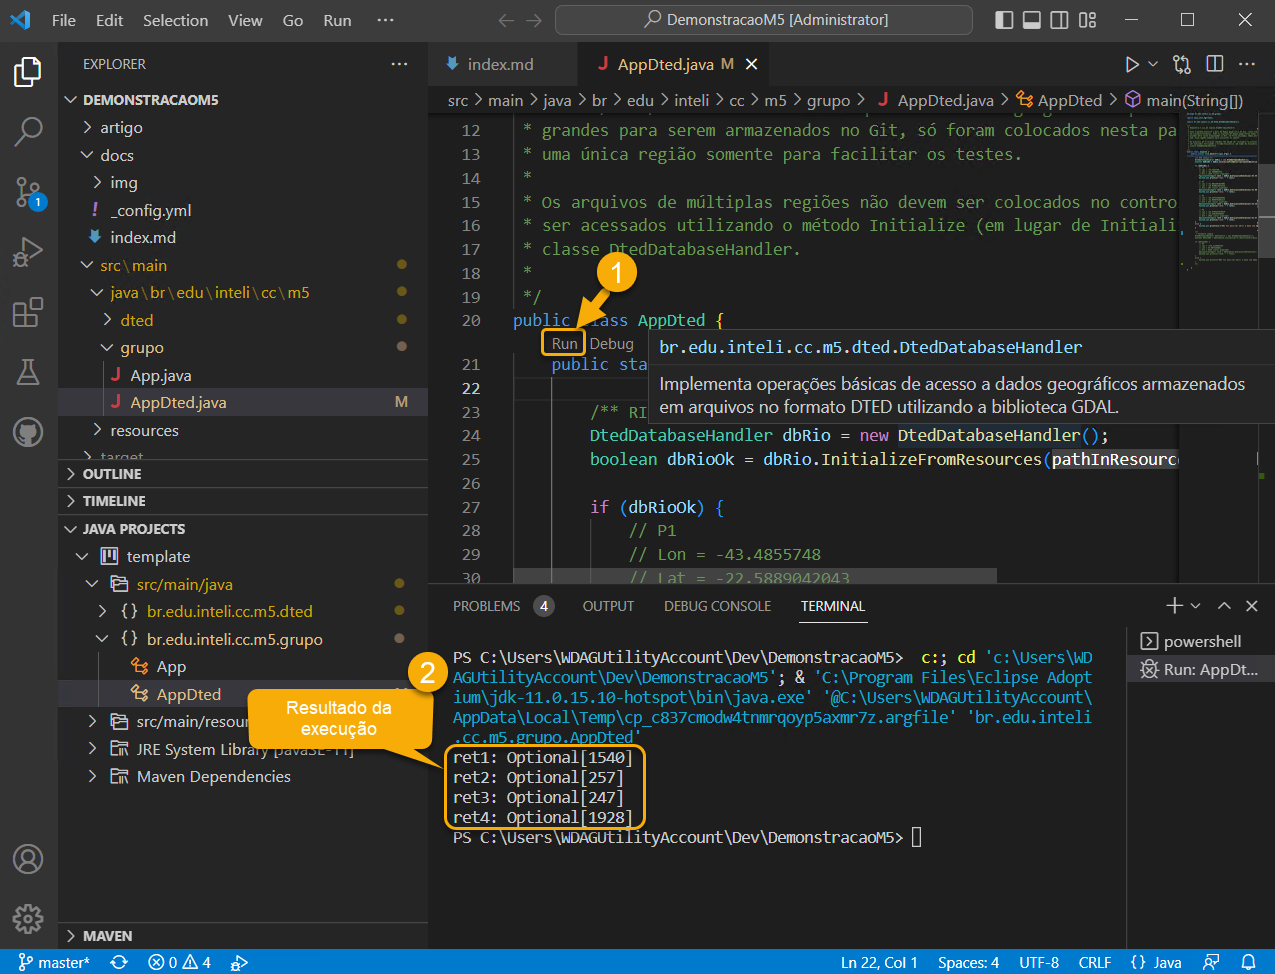 File Edit Selection View Go Run ···
DemonstracaoM5 [Administrator]
EXPLORER
DEMONSTRACAOM5
artigo
docs
img
! _config.yml
index.md
src\main
java\br\edu\inteli\cc\m5
dted
grupo
J App.java
J AppDted.java M
resources
target
OUTLINE
TIMELINE
JAVA PROJECTS
template
src/main/java
{} br.edu.inteli.cc.m5.dted
{} br.edu.inteli.cc.m5.grupo
App
AppDted
src/main/resour
JRE System Library [JavaSE-11]
Maven Dependencies
MAVEN
1
index.md
J AppDted.java M
src > main > java > br > edu > inteli > cc > m5 > grupo > J AppDted.java > AppDted > main(String[])
12 * grandes para serem armazenados no Git, só foram colocados nesta pa
13 * uma única região somente para facilitar os testes.
14 *
15 * Os arquivos de múltiplas regiões não devem ser colocados no contro
16 * ser acessados utilizando o método Initialize (em lugar de Initiali
17 * classe DtedDatabaseHandler.
18 *
19 */
20 public class AppDted {
1
Run Debug
21 public sta
22
23 /** RI
24 DtedDatabaseHandler dbRio = new DtedDatabaseHandler();
25 boolean dbRioOk = dbRio.InitializeFromResources(pathInResource
26
27 if (dbRioOk) {
28 // P1
29 // Lon = -43.4855748
30 // Lat = -22.5889042043
br.edu.inteli.cc.m5.dted.DtedDatabaseHandler
Implementa operações básicas de acesso a dados geográficos armazenados
em arquivos no formato DTED utilizando a biblioteca GDAL.
PROBLEMS 4 OUTPUT DEBUG CONSOLE TERMINAL
powershell
Run: AppDt...
PS C:\Users\WDAGUtilityAccount\Dev\DemonstracaoM5> c:; cd 'c:\Users\WD
AGUtilityAccount\Dev\DemonstracaoM5'; & 'C:\Program Files\Eclipse Adopt
ium\jdk-11.0.15.10-hotspot\bin\java.exe' '@C:\Users\WDAGUtilityAccount\
AppData\Local\Temp\cp_c837cmodw4tnmrqoyp5axmr7z.argfile' 'br.edu.inteli
.cc.m5.grupo.AppDted'
ret1: Optional[1540]
ret2: Optional[257]
ret3: Optional[247]
ret4: Optional[1928]
PS C:\Users\WDAGUtilityAccount\Dev\DemonstracaoM5>
2
Resultado da
execução
master* 0 4
Ln 22, Col 1 Spaces: 4 UTF-8 CRLF {} Java